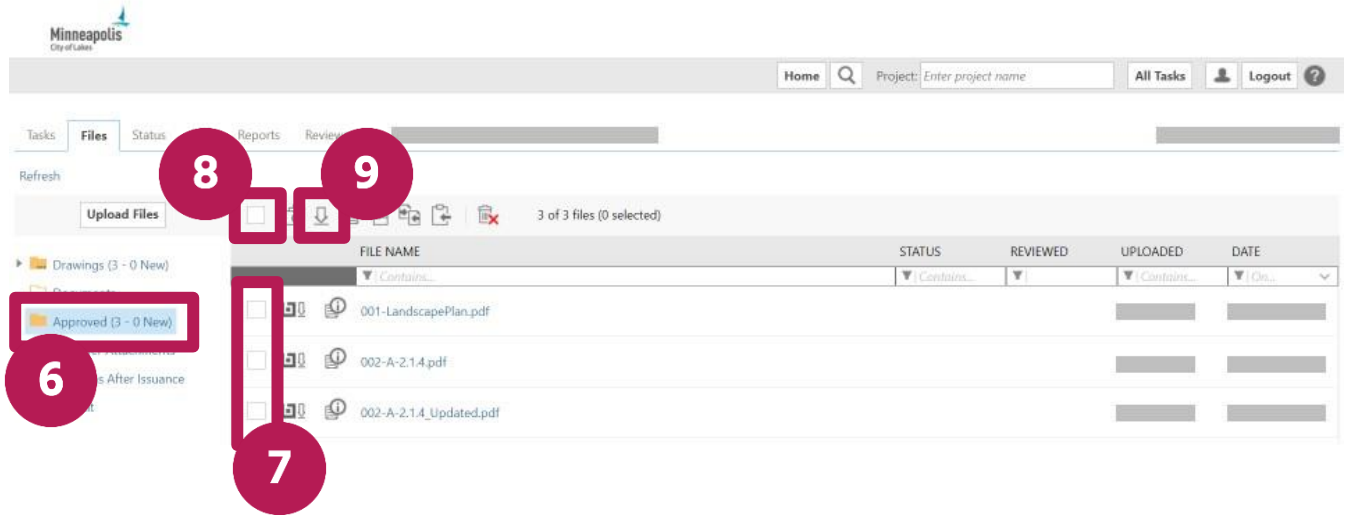 Minneapolis
City of Lakes
Home Project: Enter project name All Tasks Logout ?
Tasks Files Status Reports Review
8 9
Refresh
Upload Files 3 of 3 files (0 selected)
FILE NAME STATUS REVIEWED UPLOADED DATE
Drawings (3 - 0 New)
Contains... Contains... Contains... On...
Documents
001-LandscapePlan.pdf
Approved (3 - 0 New)
Attachments
002-A-2.1.4.pdf
6
After Issuance
002-A-2.1.4_Updated.pdf
7